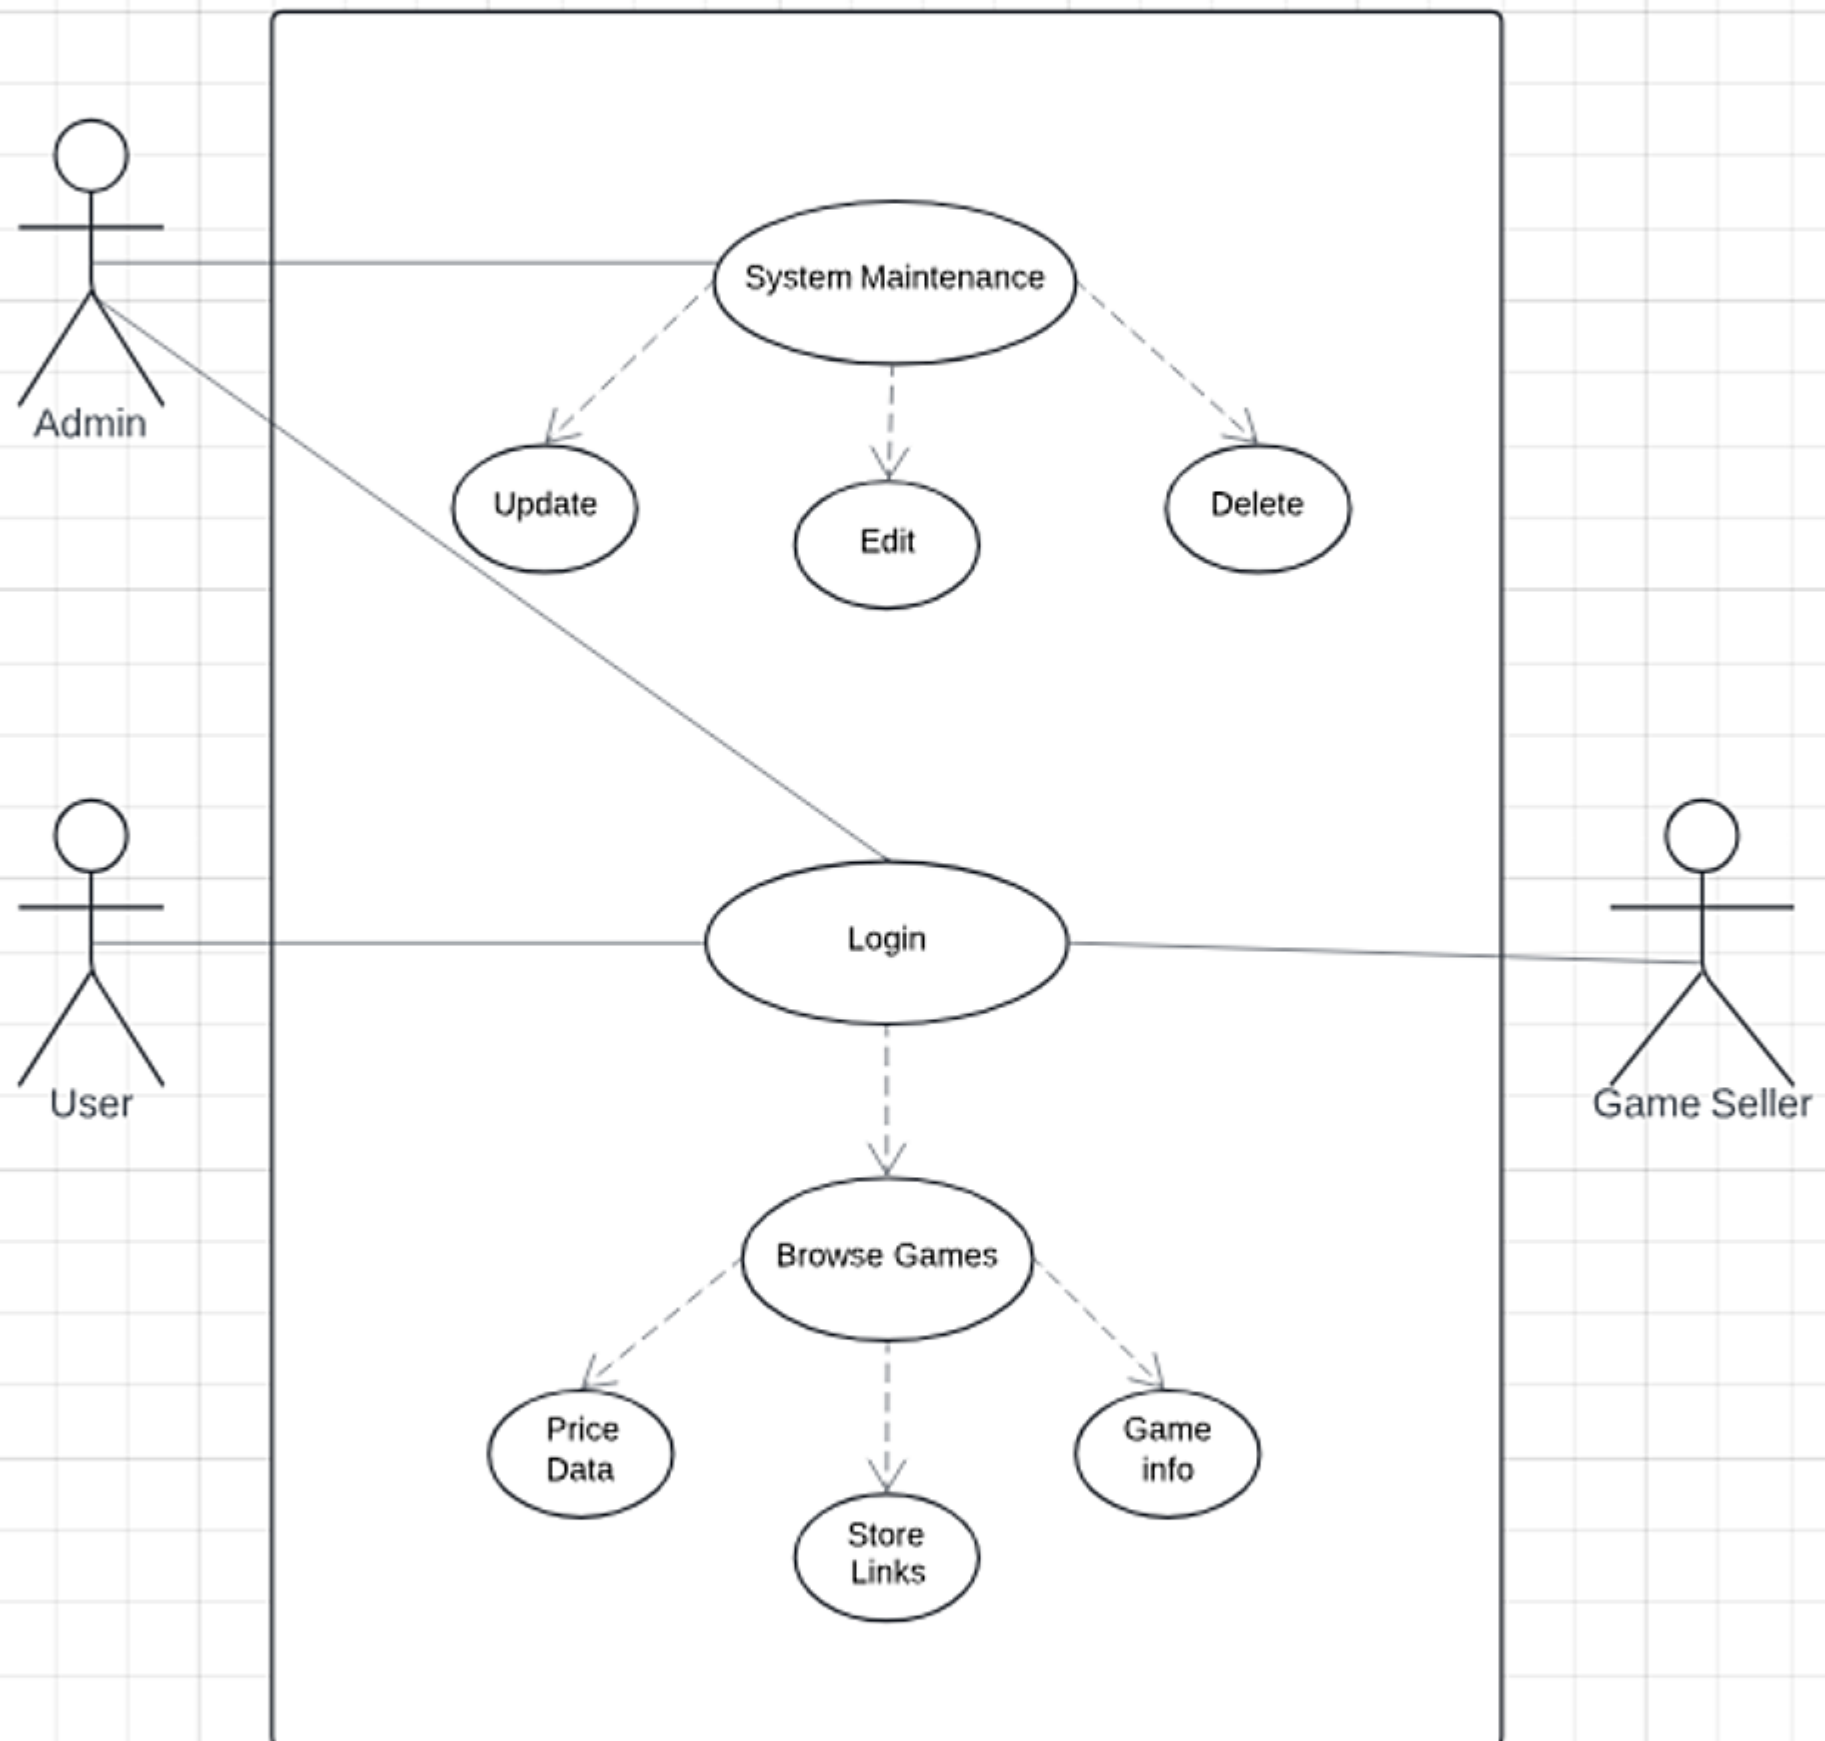 System Maintenance
Admin
Update
Edit
Delete
Login
User
Game Seller
Browse Games
Price
Data
Game
info
Store
Links